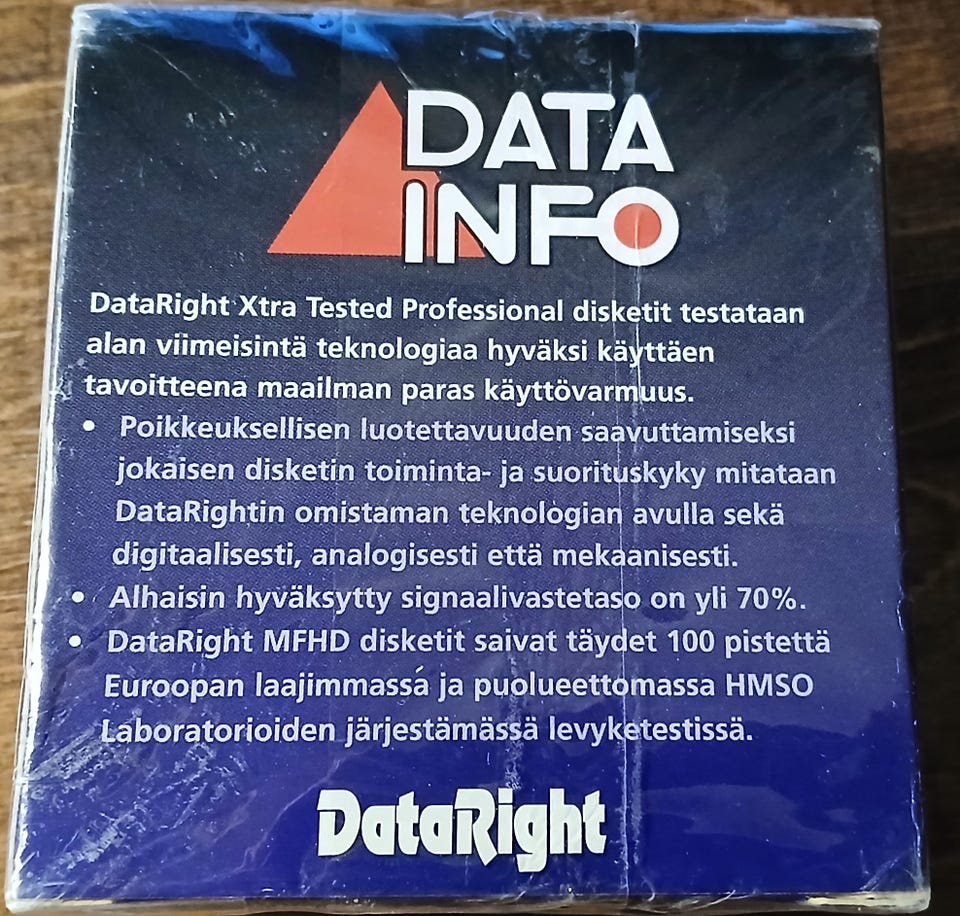 DATA
INFO
DataRight Xtra Tested Professional disketit testataan
alan viimeisintä teknologiaa hyväksi käyttäen
tavoitteena maailman paras käyttövarmuus.
• Poikkeuksellisen luotettavuuden saavuttamiseksi
jokaisen disketin toiminta- ja suorituskyky mitataan
DataRightin omistaman teknologian avulla sekä
digitaalisesti, analogisesti että mekaanisesti.
• Alhaisin hyväksytty signaalivastetaso on yli 70%.
• DataRight MFHD disketit saivat täydet 100 pistettä
Euroopan laajimmassa ja puolueettomassa HMSO
Laboratorioiden järjestämässä levyketestissä.
DataRight